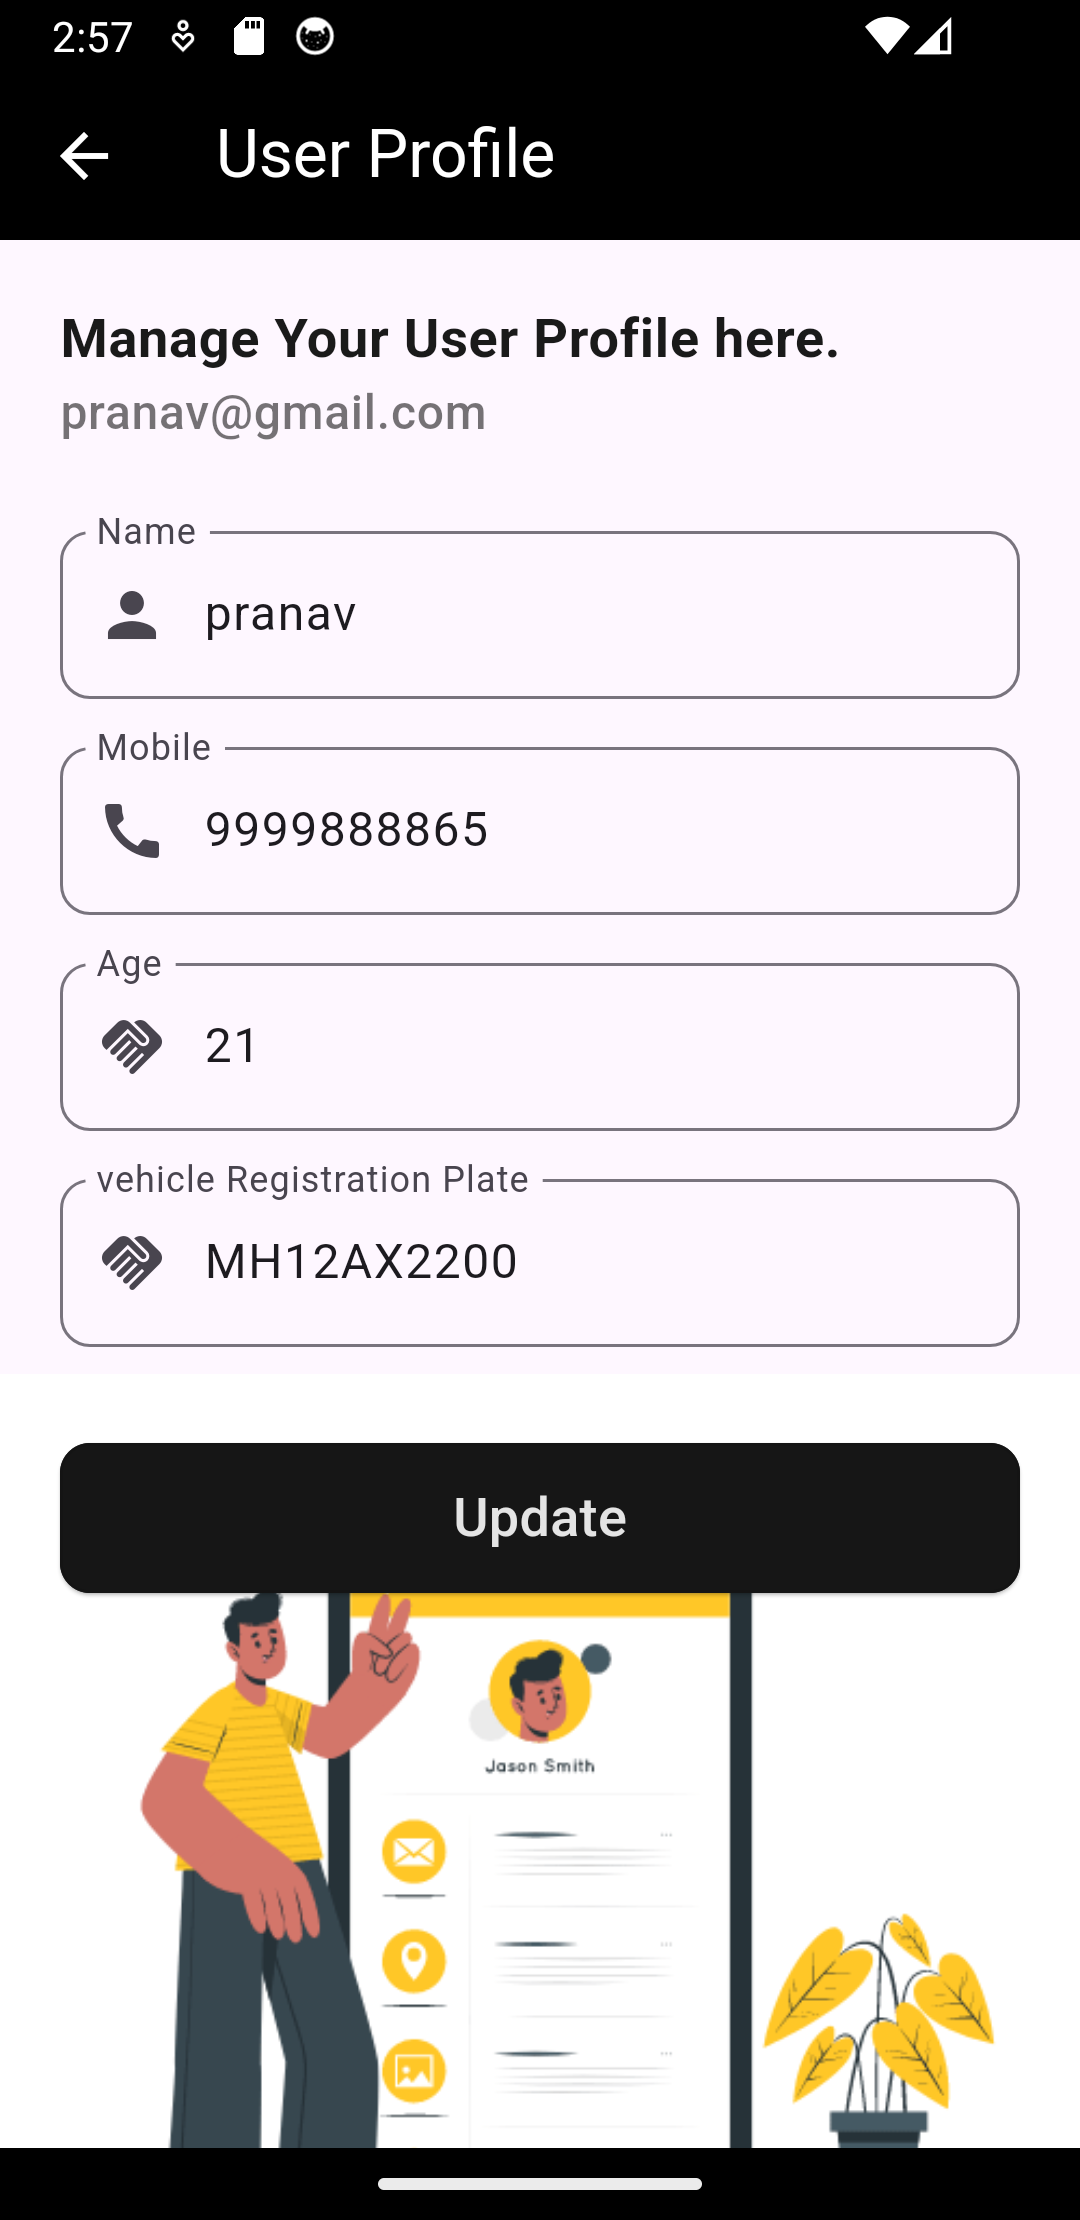 2:57
User Profile
Manage Your User Profile here.
pranav@gmail.com
Name
pranav
Mobile
9999888865
Age
21
vehicle Registration Plate
MH12AX2200
Update
Jason Smith